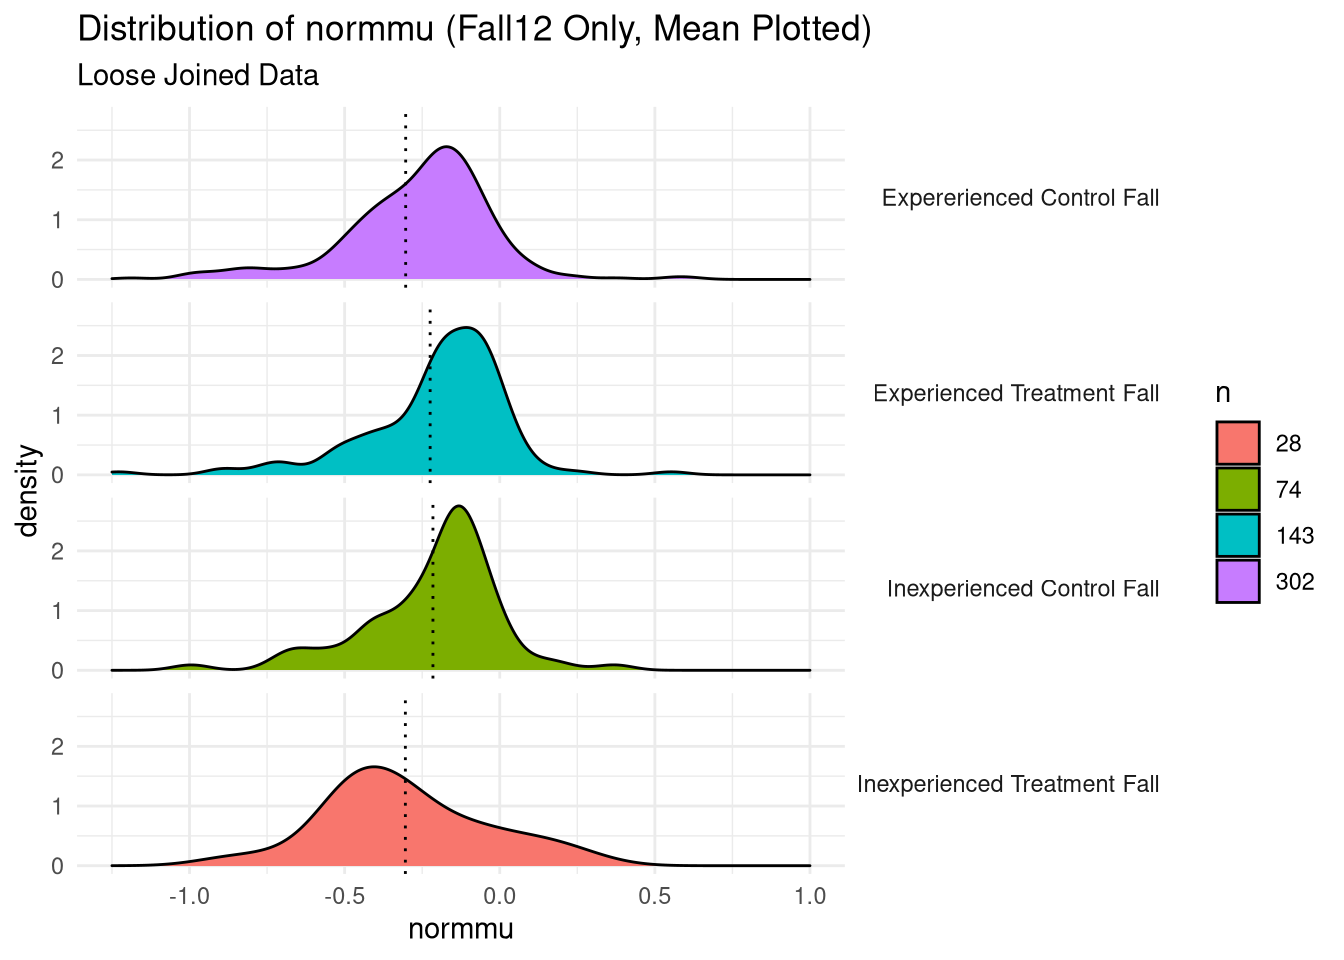 Distribution of normmu (Fall12 Only, Mean Plotted)
Loose Joined Data
2
1
0
Expererienced Control Fall
2
1
0
Experienced Treatment Fall
2
1
0
Inexperienced Control Fall
2
1
0
Inexperienced Treatment Fall
-1.0 -0.5 0.0 0.5 1.0
normmu
density
n
28
74
143
302